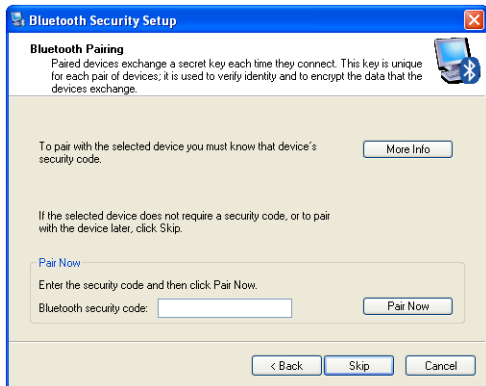 Bluetooth Security Setup
Bluetooth Pairing
Paired devices exchange a secret key each time they connect. This key is unique
for each pair of devices; it is used to verify identity and to encrypt the data that the
devices exchange.
To pair with the selected device you must know that device's
security code.
More Info
If the selected device does not require a security code, or to pair
with the device later, click Skip.
Pair Now
Enter the security code and then click Pair Now.
Bluetooth security code:
Pair Now
< Back
Skip
Cancel